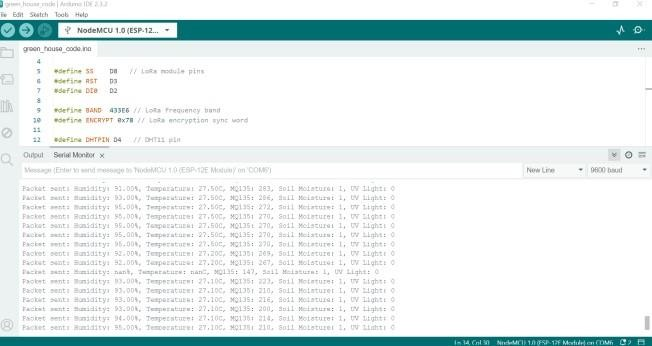 green_house_code | Arduino IDE 2.3.2
File Edit Sketch Tools Help
NodeMCU 1.0 (ESP-12...
green_house_code.ino
4
5 #define SS D8 // LoRa module pins
6 #define RST D3
7 #define DI0 D2
8
9 #define BAND 433E6 // LoRa frequency band
10 #define ENCRYPT 0x78 // LoRa encryption sync word
11
12 #define DHTPIN D4 // DHT11 pin
Output Serial Monitor x
Message (Enter to send message to 'NodeMCU 1.0 (ESP-12E Module)' on 'COM6')
New Line 9600 baud
Packet sent: Humidity: 91.00%, Temperature: 27.50C, MQ135: 283, Soil Moisture: 1, UV Light: 0
Packet sent: Humidity: 93.00%, Temperature: 27.50C, MQ135: 286, Soil Moisture: 1, UV Light: 0
Packet sent: Humidity: 95.00%, Temperature: 27.50C, MQ135: 272, Soil Moisture: 1, UV Light: 0
Packet sent: Humidity: 95.00%, Temperature: 27.50C, MQ135: 270, Soil Moisture: 1, UV Light: 0
Packet sent: Humidity: 95.00%, Temperature: 27.50C, MQ135: 270, Soil Moisture: 1, UV Light: 0
Packet sent: Humidity: 95.00%, Temperature: 27.50C, MQ135: 270, Soil Moisture: 1, UV Light: 0
Packet sent: Humidity: 95.00%, Temperature: 27.50C, MQ135: 270, Soil Moisture: 1, UV Light: 0
Packet sent: Humidity: 92.00%, Temperature: 27.20C, MQ135: 269, Soil Moisture: 1, UV Light: 0
Packet sent: Humidity: 92.00%, Temperature: 27.20C, MQ135: 267, Soil Moisture: 1, UV Light: 0
Packet sent: Humidity: nan%, Temperature: nanC, MQ135: 147, Soil Moisture: 1, UV Light: 0
Packet sent: Humidity: 93.00%, Temperature: 27.10C, MQ135: 223, Soil Moisture: 1, UV Light: 0
Packet sent: Humidity: 93.00%, Temperature: 27.10C, MQ135: 215, Soil Moisture: 1, UV Light: 0
Packet sent: Humidity: 93.00%, Temperature: 27.10C, MQ135: 216, Soil Moisture: 1, UV Light: 0
Packet sent: Humidity: 93.00%, Temperature: 27.10C, MQ135: 200, Soil Moisture: 1, UV Light: 0
Packet sent: Humidity: 94.00%, Temperature: 27.10C, MQ135: 214, Soil Moisture: 1, UV Light: 0
Packet sent: Humidity: 95.00%, Temperature: 27.10C, MQ135: 210, Soil Moisture: 1, UV Light: 0
Ln 34, Col 30 NodeMCU 1.0 (ESP-12E Module) on COM6 2